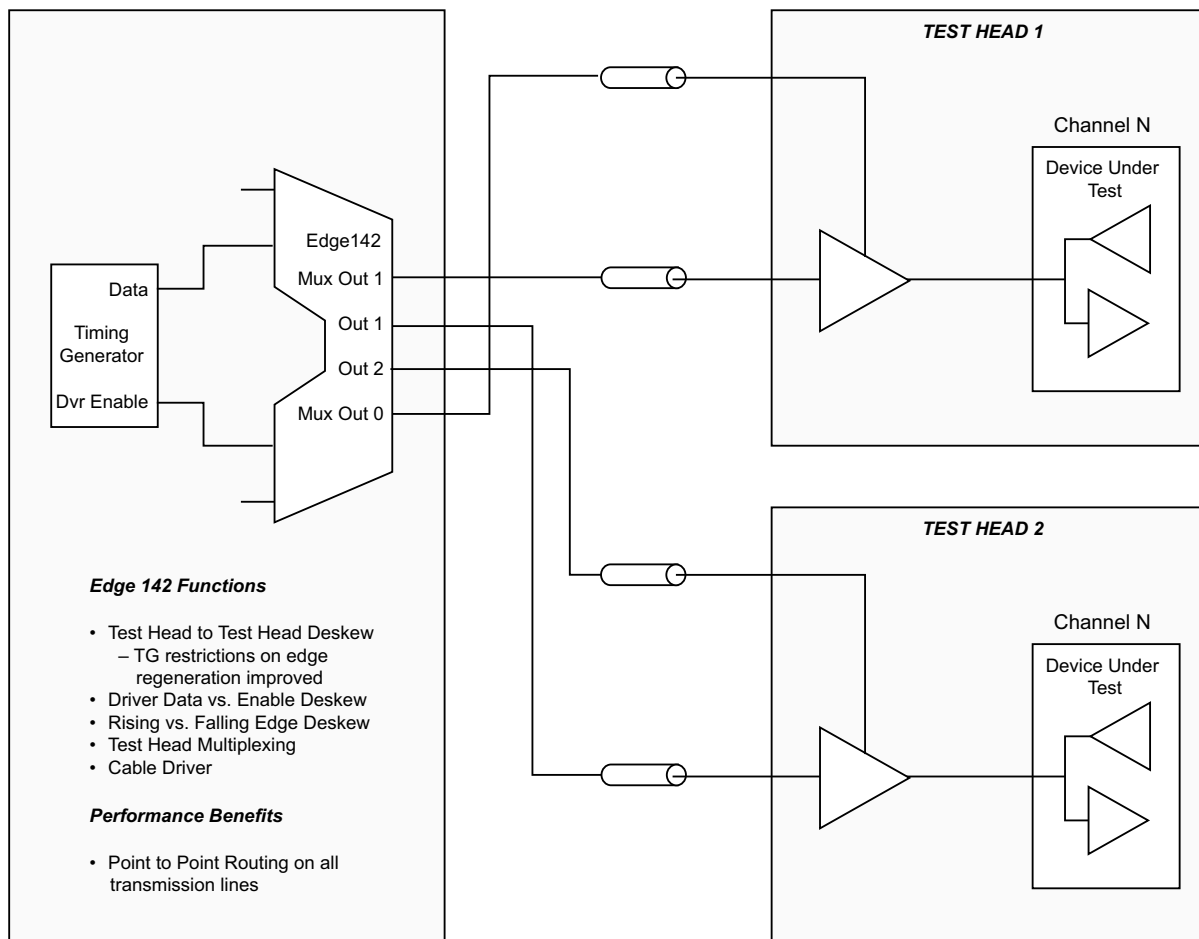 TEST HEAD 1
Channel N
Device Under
Test
Edge142
Mux Out 1
Out 1
Out 2
Mux Out 0
Data
Timing
Generator
Dvr Enable
TEST HEAD 2
Channel N
Device Under
Test
Edge 142 Functions
• Test Head to Test Head Deskew
– TG restrictions on edge
regeneration improved
• Driver Data vs. Enable Deskew
• Rising vs. Falling Edge Deskew
• Test Head Multiplexing
• Cable Driver
Performance Benefits
• Point to Point Routing on all
transmission lines